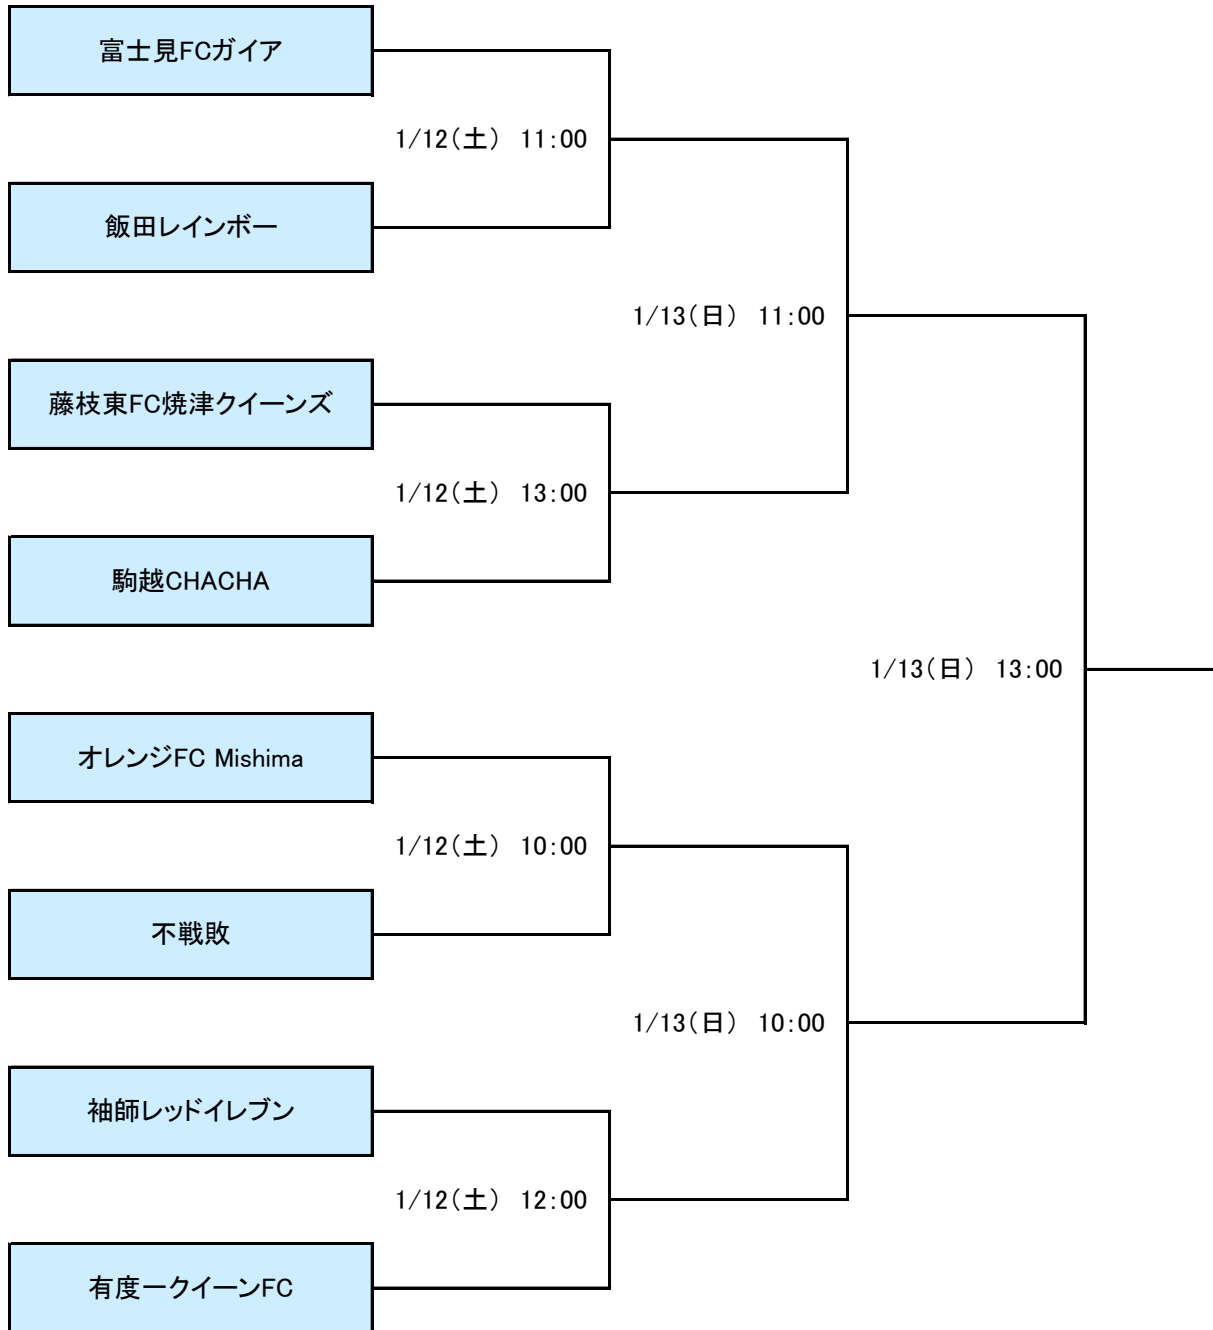 富士見FCガイア
1/12(土) 11:00
飯田レインボー
1/13(日) 11:00
藤枝東FC焼津クイーンズ
1/12(土) 13:00
駒越CHACHA
1/13(日) 13:00
オレンジFC Mishima
1/12(土) 10:00
不戦敗
1/13(日) 10:00
袖師レッドイレブン
1/12(土) 12:00
有度一クイーンFC